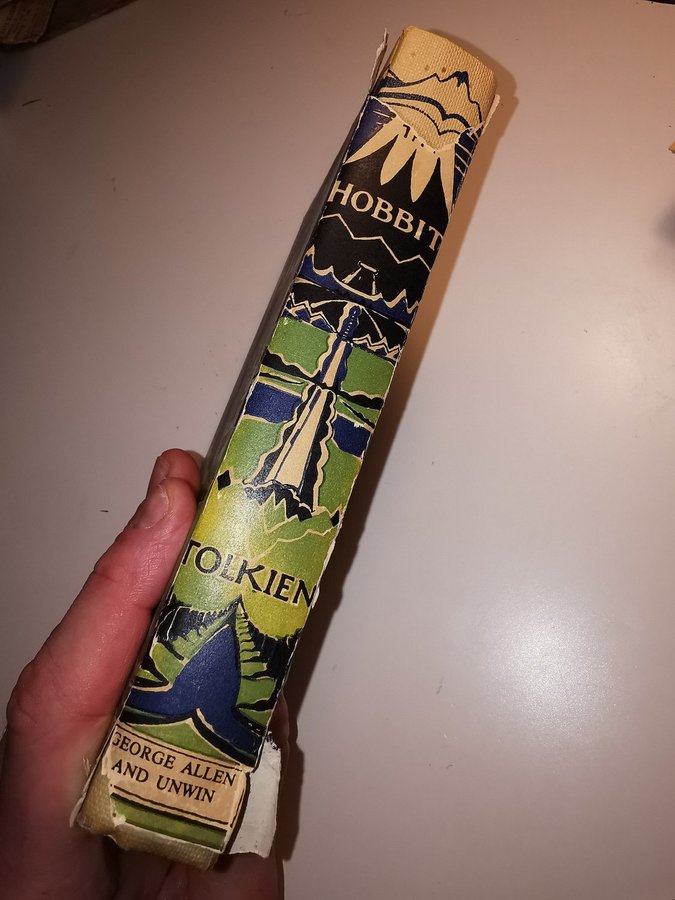 HOBBIT
TOLKIEN
GEORGE ALLEN
AND UNWIN